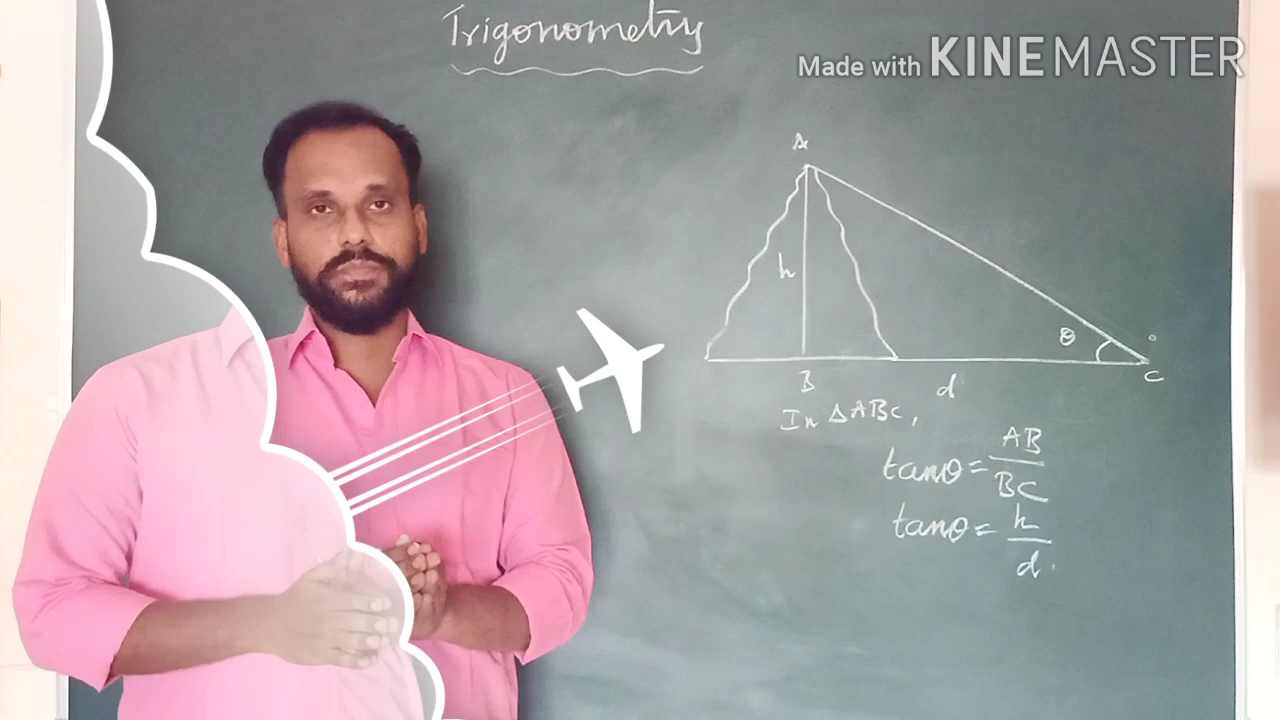 Trigonometry
Made with KINEMASTER
A
h
θ
B
d
C
In ΔABC,
tanθ = AB/BC
tanθ = h/d.